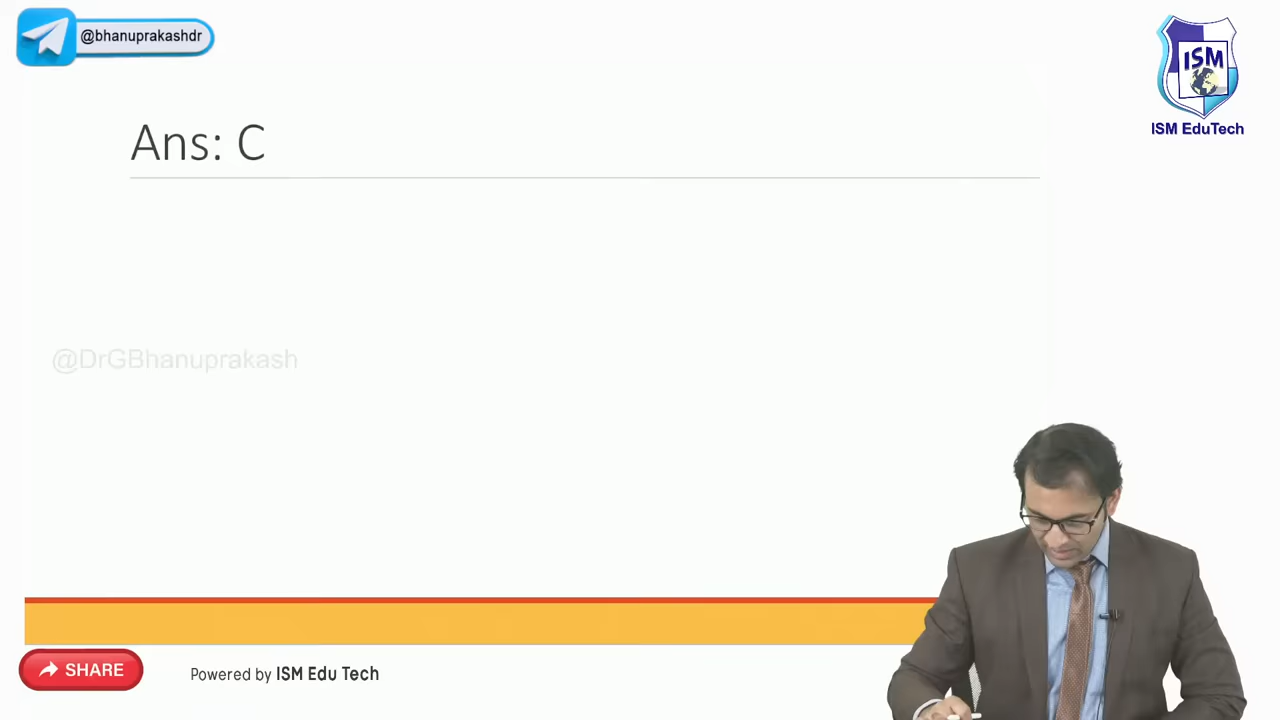 @bhanuprakashdr
ISM
ISM EduTech
Ans: C
@DrGBhanuprakash
SHARE
Powered by ISM Edu Tech